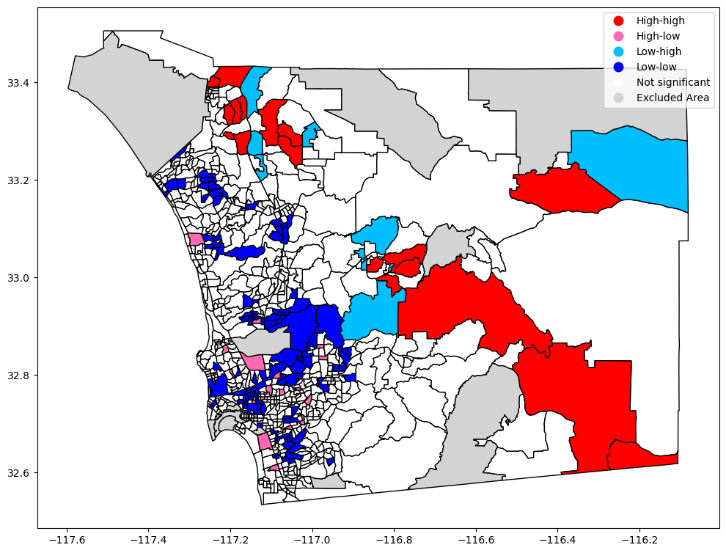 High-high
High-low
Low-high
Low-low
Not significant
Excluded Area
33.4
33.2
33.0
32.8
32.6
−117.6
−117.4
−117.2
−117.0
−116.8
−116.6
−116.4
−116.2